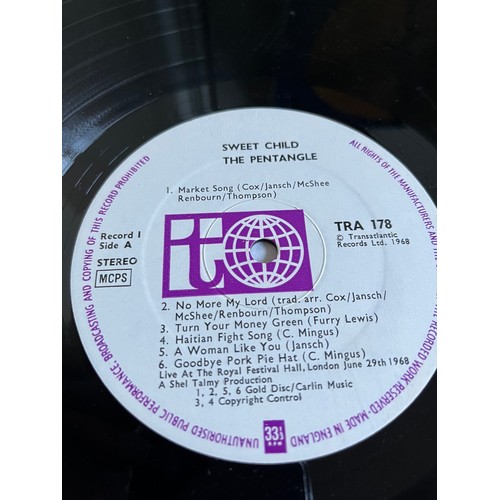 SWEET CHILD
THE PENTANGLE
1. Market Song (Cox/Jansch/McShee
Renbourn/Thompson)
Record I
Side A
STEREO
MCPS
TRA 178
© Transatlantic
Records Ltd. 1968
2. No More My Lord (trad. arr. Cox/Jansch/
McShee/Renbourn/Thompson)
3. Turn Your Money Green (Furry Lewis)
4. Haitian Fight Song (C. Mingus)
5. A Woman Like You (Jansch)
6. Goodbye Pork Pie Hat (C. Mingus)
Live At The Royal Festival Hall, London June 29th 1968
A Shel Talmy Production
1, 2, 5, 6 Gold Disc/Carlin Music
3, 4 Copyright Control
33⅓
RPM
ALL RIGHTS OF THE MANUFACTURER
THE RECORDED WORK RESERVED-MADE IN ENGLAND
UNAUTHORISED PUBLIC PERFORMANCE, BROADCASTING AND COPYING OF THIS RECORD PROHIBITED